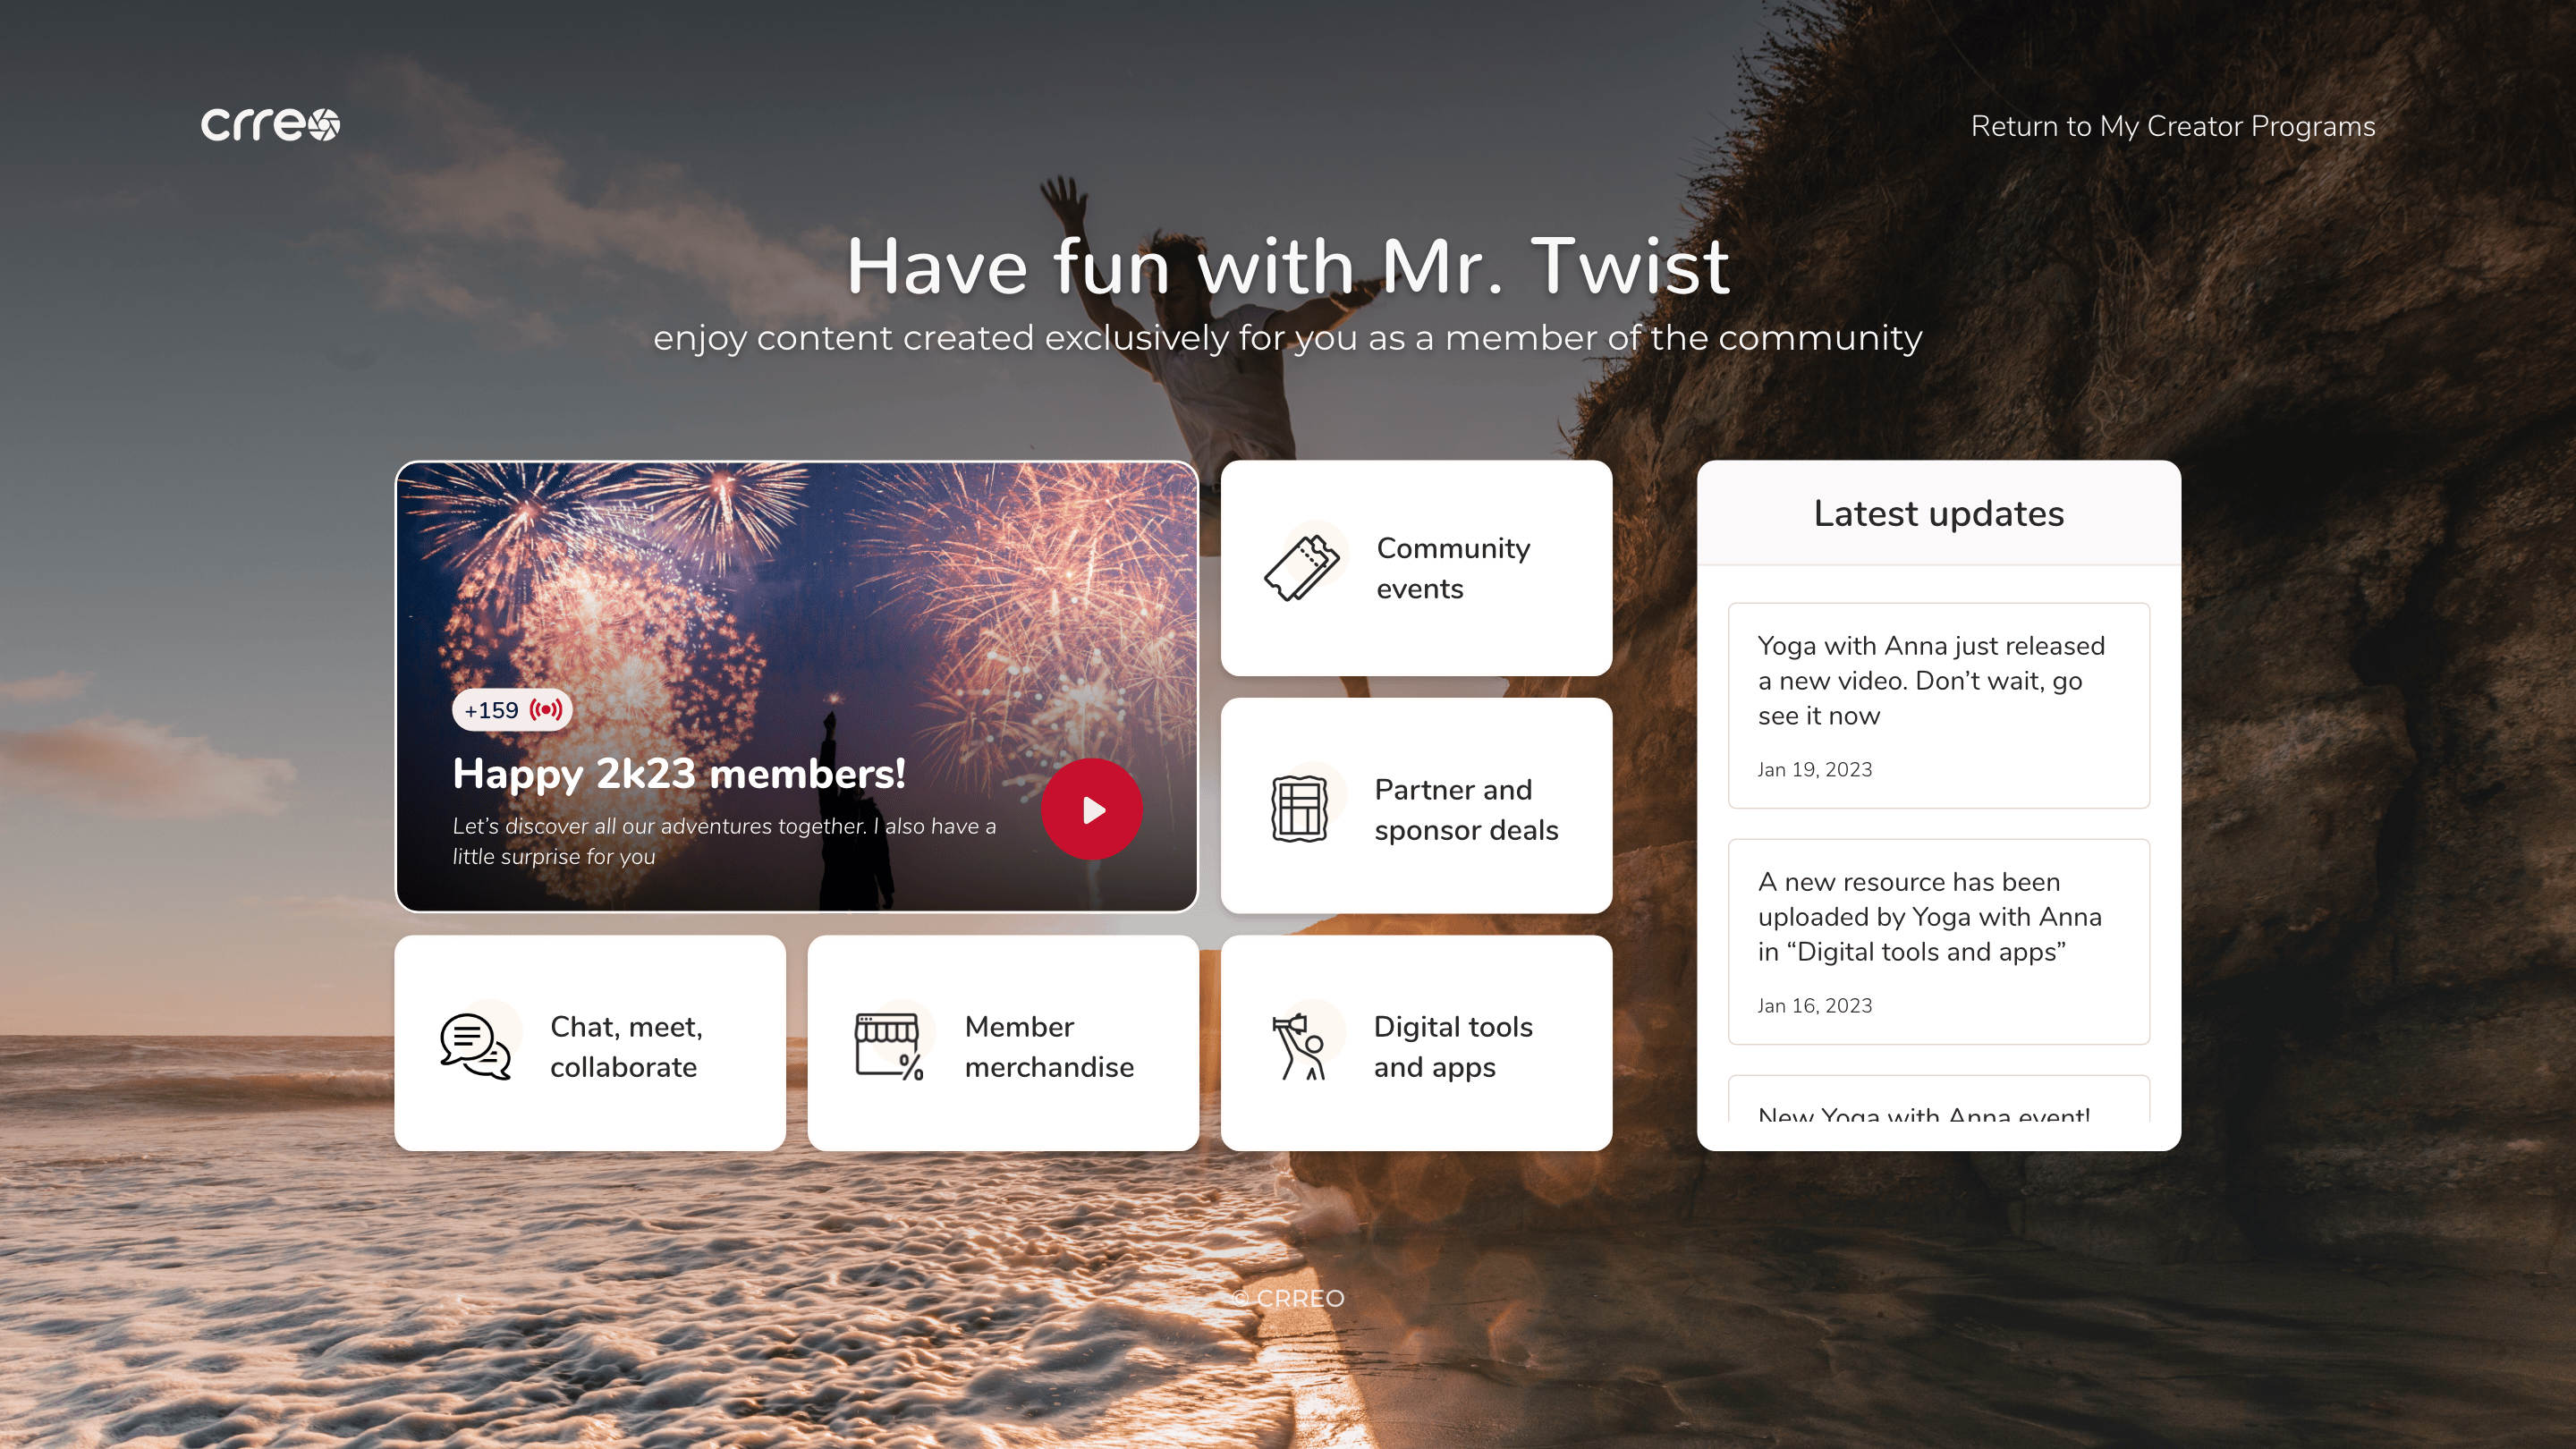 crreo
Return to My Creator Programs
Have fun with Mr. Twist
enjoy content created exclusively for you as a member of the community
+159
Happy 2k23 members!
Let’s discover all our adventures together. I also have a
little surprise for you
Community
events
Partner and
sponsor deals
Chat, meet,
collaborate
Member
merchandise
%
Digital tools
and apps
Latest updates
Yoga with Anna just released
a new video. Don’t wait, go
see it now
Jan 19, 2023
A new resource has been
uploaded by Yoga with Anna
in “Digital tools and apps”
Jan 16, 2023
New Yoga with Anna event!
© CRREO